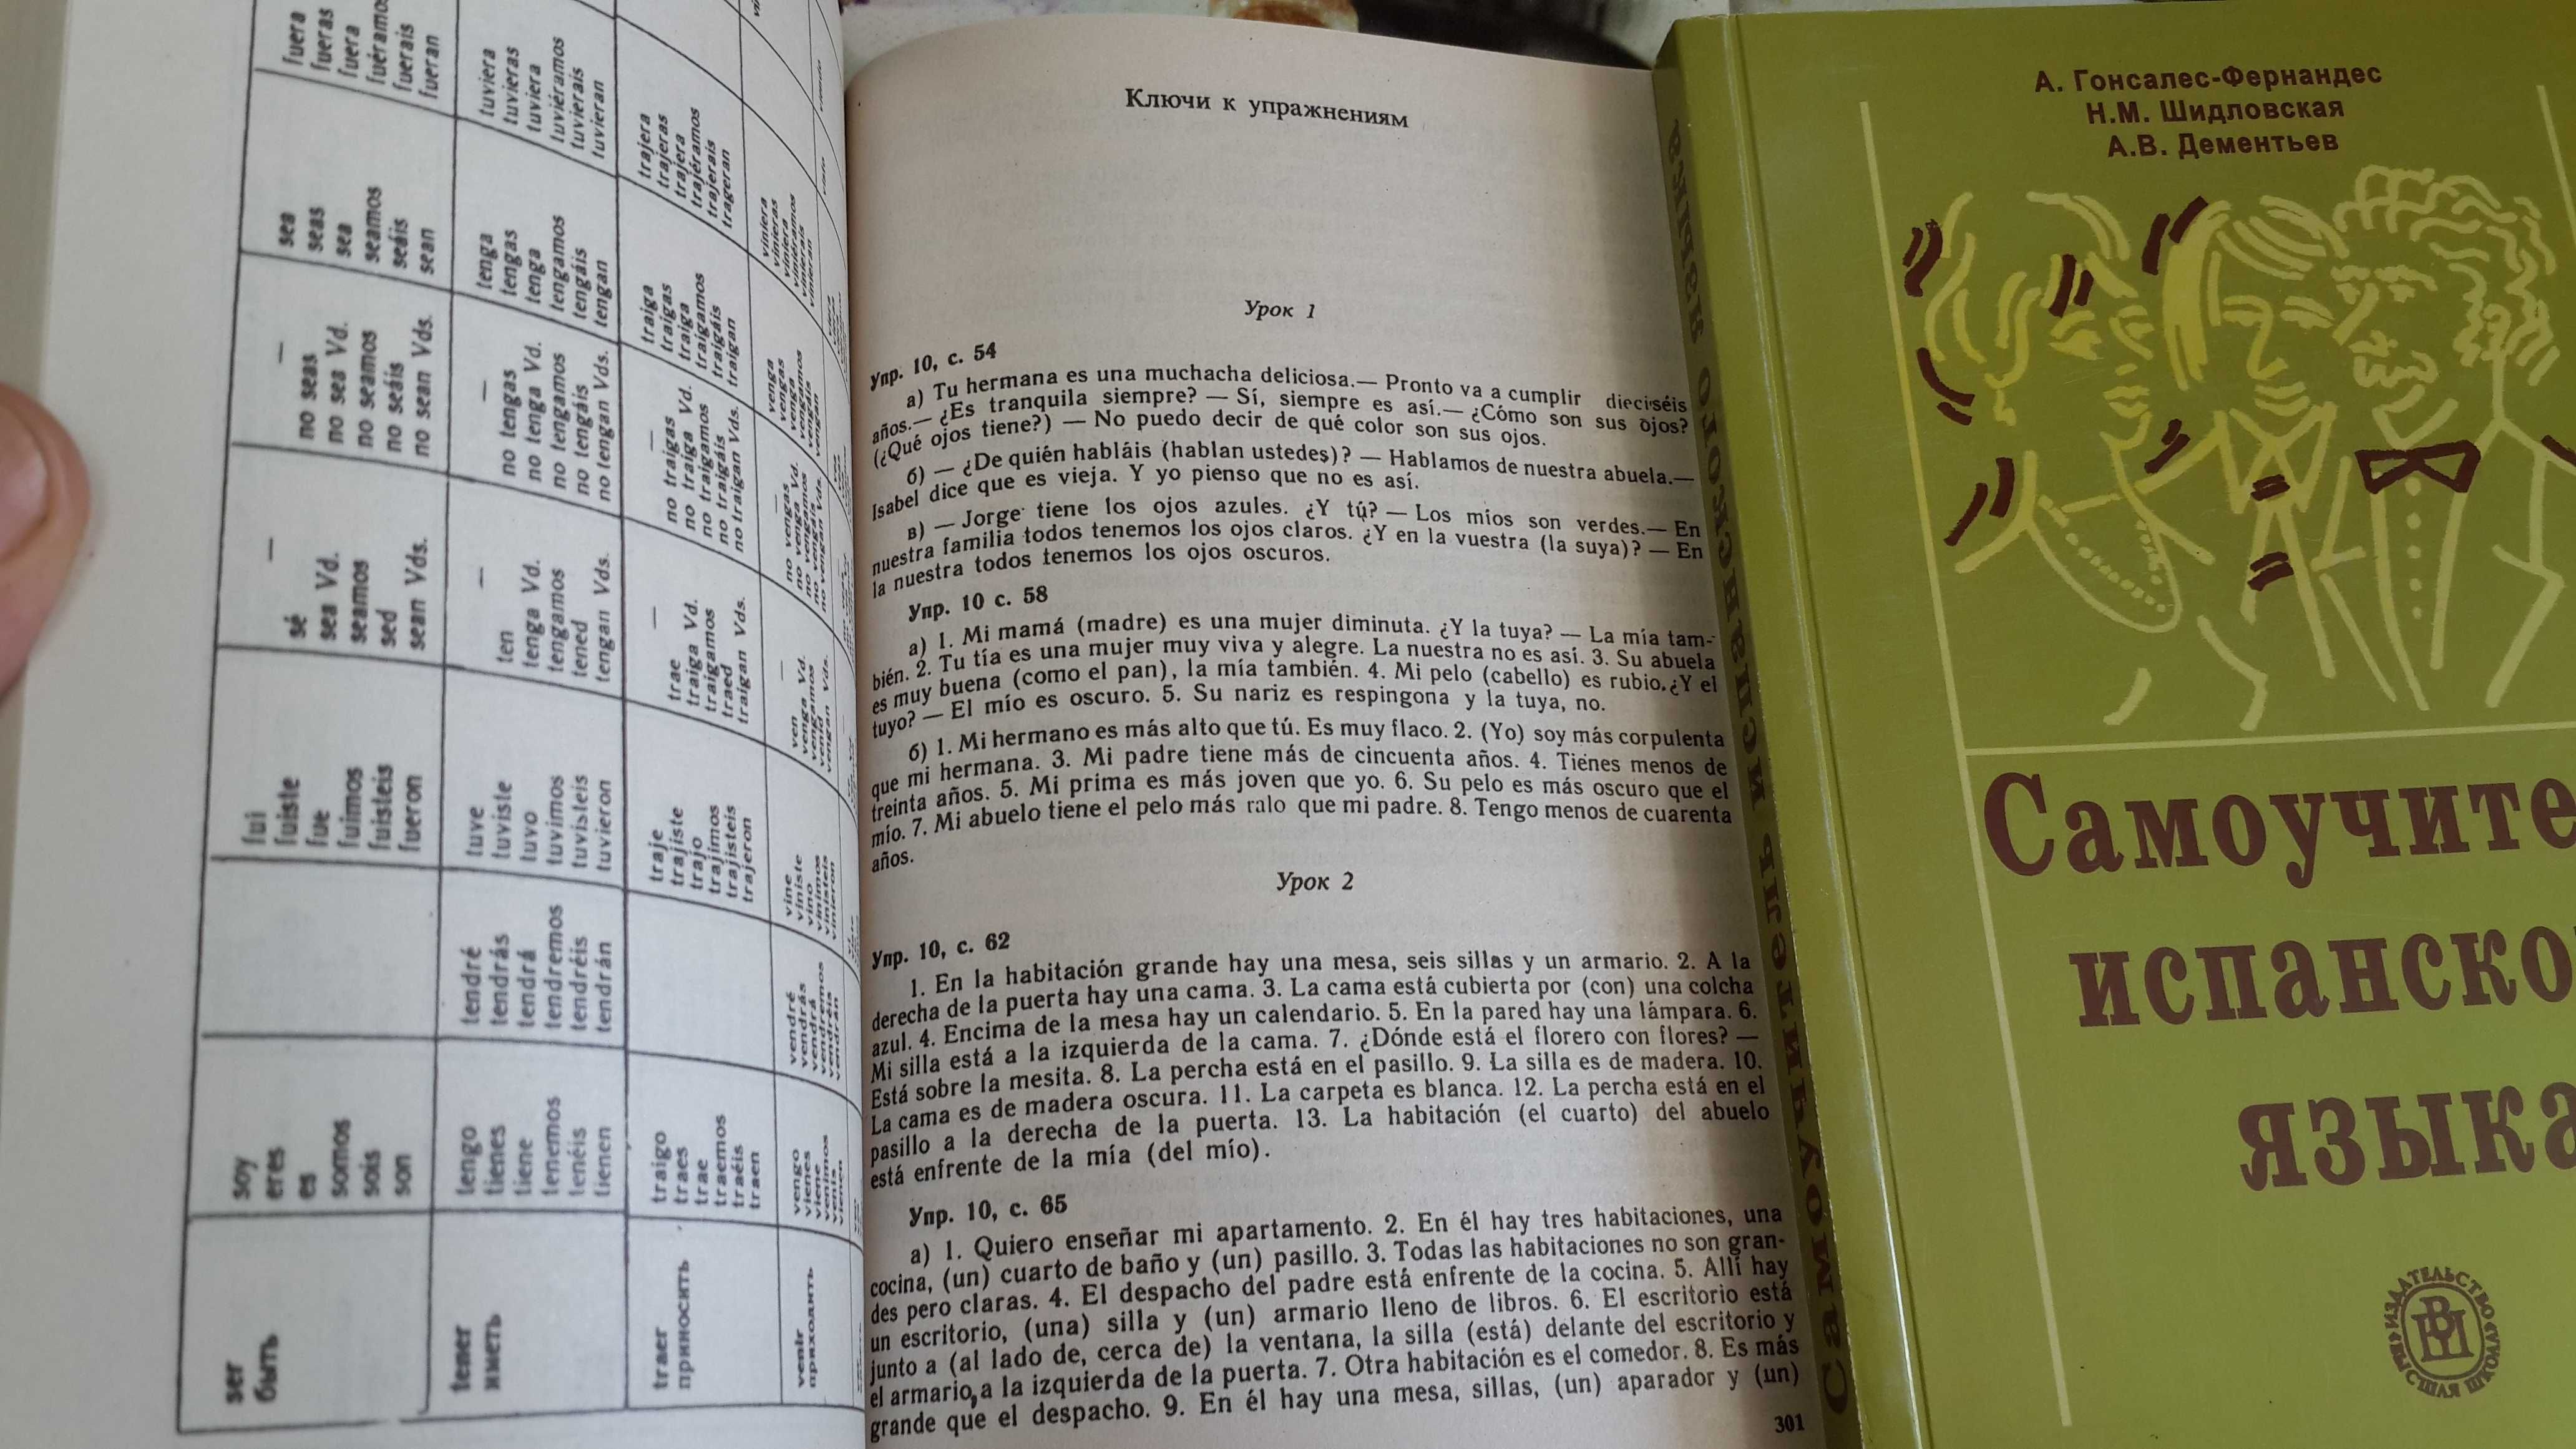 fuera
fueras
fuera
fuéramos
fuerais
fueran
sea
seas
sea
seamos
seáis
sean
—
no seas
no sea Vd.
no seamos
no seáis
no sean Vds.
—
sé
sea Vd.
seamos
sed
sean Vds.
fui
fuiste
fue
fuimos
fuisteis
fueron
soy
eres
es
somos
sois
son
ser
быть
tuviera
tuvieras
tuviera
tuviéramos
tuvierais
tuvieran
tenga
tengas
tenga
tengamos
tengáis
tengan
—
no tengas
no tenga Vd.
no tengamos
no tengáis
no tengan Vds.
—
ten
tenga Vd.
tengamos
tened
tengan Vds.
tuve
tuviste
tuvo
tuvimos
tuvisteis
tuvieron
tendré
tendrás
tendrá
tendremos
tendréis
tendrán
tengo
tienes
tiene
tenemos
tenéis
tienen
tener
иметь
trajera
trajeras
trajera
trajéramos
trajerais
trageran
traiga
traigas
traiga
traigamos
traigáis
traigan
—
no traigas
no traiga Vd.
no traigamos
no traigáis
no traigan Vds.
—
trae
traiga Vd.
traigamos
traed
traigan Vds.
traje
trajiste
trajo
trajimos
trajisteis
trajeron
traigo
traes
trae
traemos
traéis
traen
traer
приносить
viniera
vinieras
viniera
viniéramos
vinierais
vinieran
venga
vengas
venga
vengamos
vengáis
vengan
—
no vengas
no venga Vd.
no vengamos
no vengáis
no vengan Vds.
—
ven
venga Vd.
vengamos
venid
vengan Vds.
vine
viniste
vino
vinimos
vinisteis
vinieron
vendré
vendrás
vendrá
vendremos
vendréis
vendrán
vengo
vienes
viene
venimos
venís
vienen
venir
приходить
Ключи к упражнениям
Урок 1
Упр. 10, с. 54
а) Tu hermana es una muchacha deliciosa.— Pronto va a cumplir dieciséis
años.— ¿Es tranquila siempre? — Sí, siempre es así.— ¿Cómo son sus ojos?
(¿Qué ojos tiene?) — No puedo decir de qué color son sus ojos.
б) — ¿De quién habláis (hablan ustedes)? — Hablamos de nuestra abuela.—
Isabel dice que es vieja. Y yo pienso que no es así.
в) — Jorge tiene los ojos azules. ¿Y tú? — Los míos son verdes.— En
nuestra familia todos tenemos los ojos claros. ¿Y en la vuestra (la suya)? — En
la nuestra todos tenemos los ojos oscuros.
Упр. 10 с. 58
а) 1. Mi mamá (madre) es una mujer diminuta. ¿Y la tuya? — La mía tam-
bién. 2. Tu tía es una mujer muy viva y alegre. La nuestra no es así. 3. Su abuela
es muy buena (como el pan), la mía también. 4. Mi pelo (cabello) es rubio. ¿Y el
tuyo? — El mío es oscuro. 5. Su nariz es respingona y la tuya, no.
б) 1. Mi hermano es más alto que tú. Es muy flaco. 2. (Yo) soy más corpulenta
que mi hermana. 3. Mi padre tiene más de cincuenta años. 4. Tienes menos de
treinta años. 5. Mi prima es más joven que yo. 6. Su pelo es más oscuro que el
mío. 7. Mi abuelo tiene el pelo más ralo que mi padre. 8. Tengo menos de cuarenta
años.
Урок 2
Упр. 10, с. 62
1. En la habitación grande hay una mesa, seis sillas y un armario. 2. A la
derecha de la puerta hay una cama. 3. La cama está cubierta por (con) una colcha
azul. 4. Encima de la mesa hay un calendario. 5. En la pared hay una lámpara. 6.
Mi silla está a la izquierda de la cama. 7. ¿Dónde está el florero con flores? —
Está sobre la mesita. 8. La percha está en el pasillo. 9. La silla es de madera. 10.
La cama es de madera oscura. 11. La carpeta es blanca. 12. La percha está en el
pasillo a la derecha de la puerta. 13. La habitación (el cuarto) del abuelo
está enfrente de la mía (del mío).
Упр. 10, с. 65
а) 1. Quiero enseñar mi apartamento. 2. En él hay tres habitaciones, una
cocina, (un) cuarto de baño y (un) pasillo. 3. Todas las habitaciones no son gran-
des pero claras. 4. El despacho del padre está enfrente de la cocina. 5. Allí hay
un escritorio, (una) silla y (un) armario lleno de libros. 6. El escritorio está
junto a (al lado de, cerca de) la ventana, la silla (está) delante del escritorio y
el armario, a la izquierda de la puerta. 7. Otra habitación es el comedor. 8. Es más
grande que el despacho. 9. En él hay una mesa, sillas, (un) aparador y (un)
301
Самоучитель испанского языка
А. Гонсалес-Фернандес
Н.М. Шидловская
А.В. Дементьев
Самоучите
испанско
языка
ИЗДАТЕЛЬСТВО
ВЫСШАЯ ШКОЛА